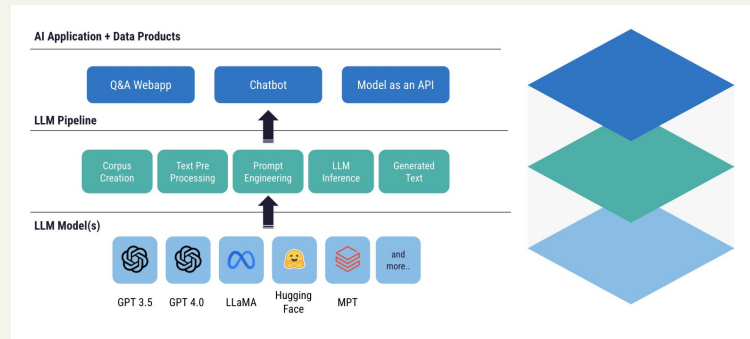 AI Application + Data Products
Q&A Webapp
Chatbot
Model as an API
LLM Pipeline
Corpus
Creation
Text Pre
Processing
Prompt
Engineering
LLM
Inference
Generated
Text
LLM Model(s)
and
more..
GPT 3.5
GPT 4.0
LLaMA
Hugging
Face
MPT